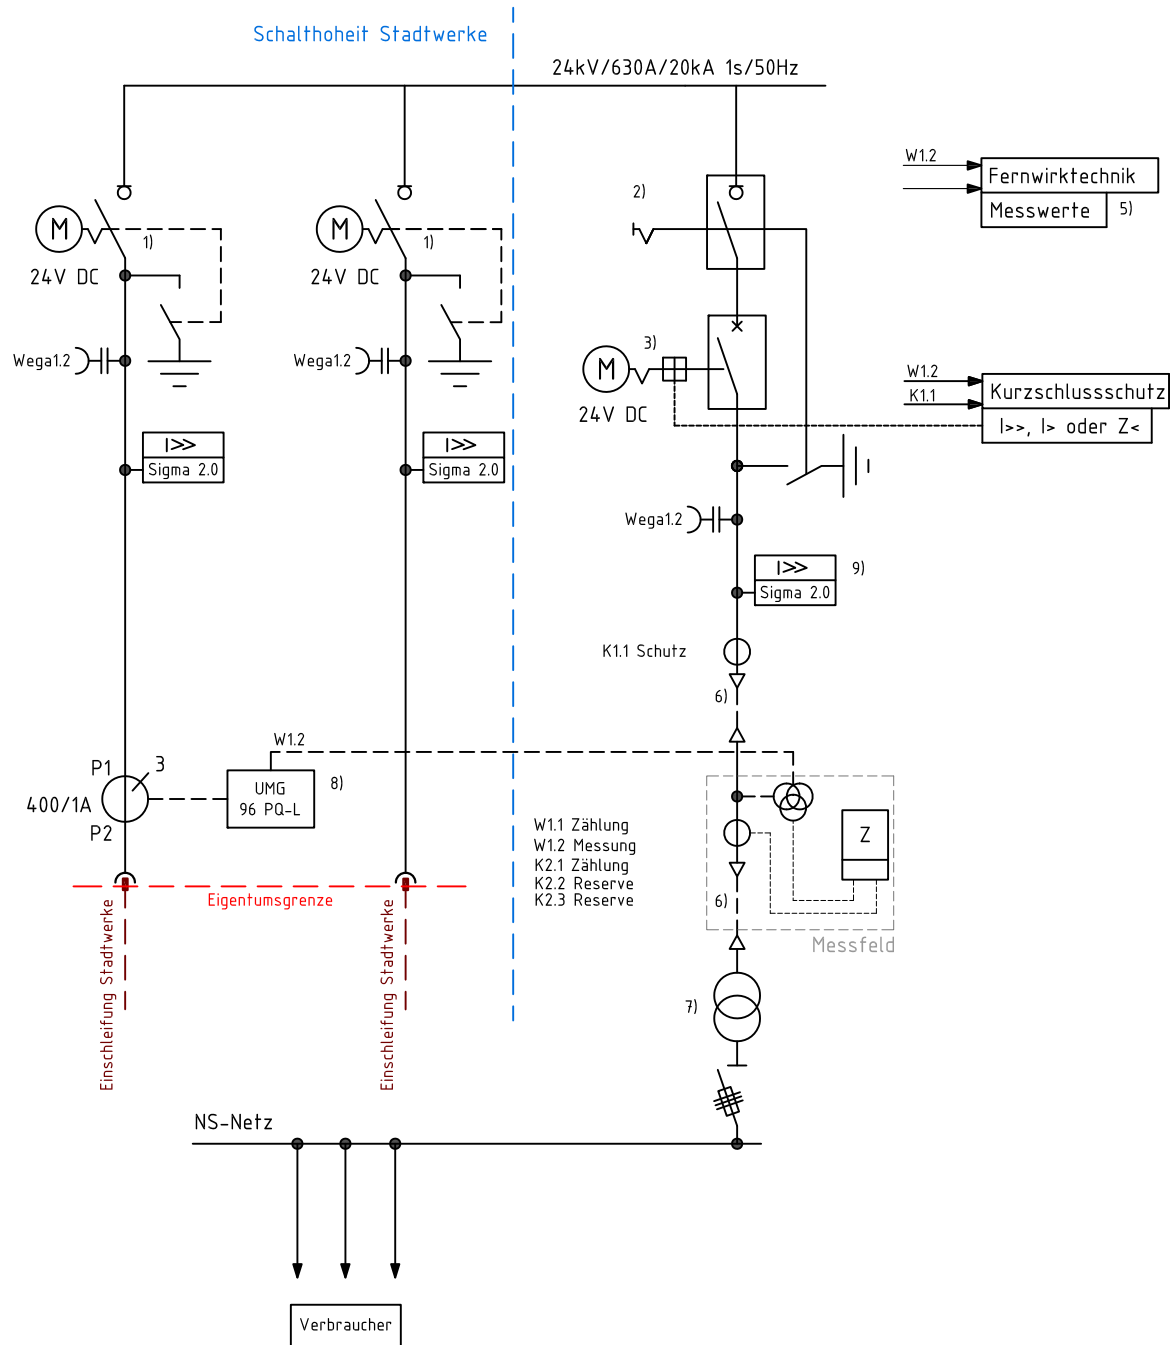 Schalthoheit Stadtwerke
24kV/630A/20kA 1s/50Hz
W1.2
Fernwirktechnik
Messwerte
5)
2)
M
1)
24V DC
M
1)
24V DC
Wega1.2
Wega1.2
3)
M
24V DC
W1.2
K1.1
Kurzschlussschutz
I>>, I> oder Z<
I>>
Sigma 2.0
I>>
Sigma 2.0
Wega1.2
I>>
Sigma 2.0
9)
K1.1 Schutz
6)
W1.2
P1
3
400/1A
P2
UMG
96 PQ-L
8)
W1.1 Zählung
W1.2 Messung
K2.1 Zählung
K2.2 Reserve
K2.3 Reserve
Z
6)
Messfeld
Eigentumsgrenze
Einschleifung Stadtwerke
Einschleifung Stadtwerke
7)
NS-Netz
Verbraucher